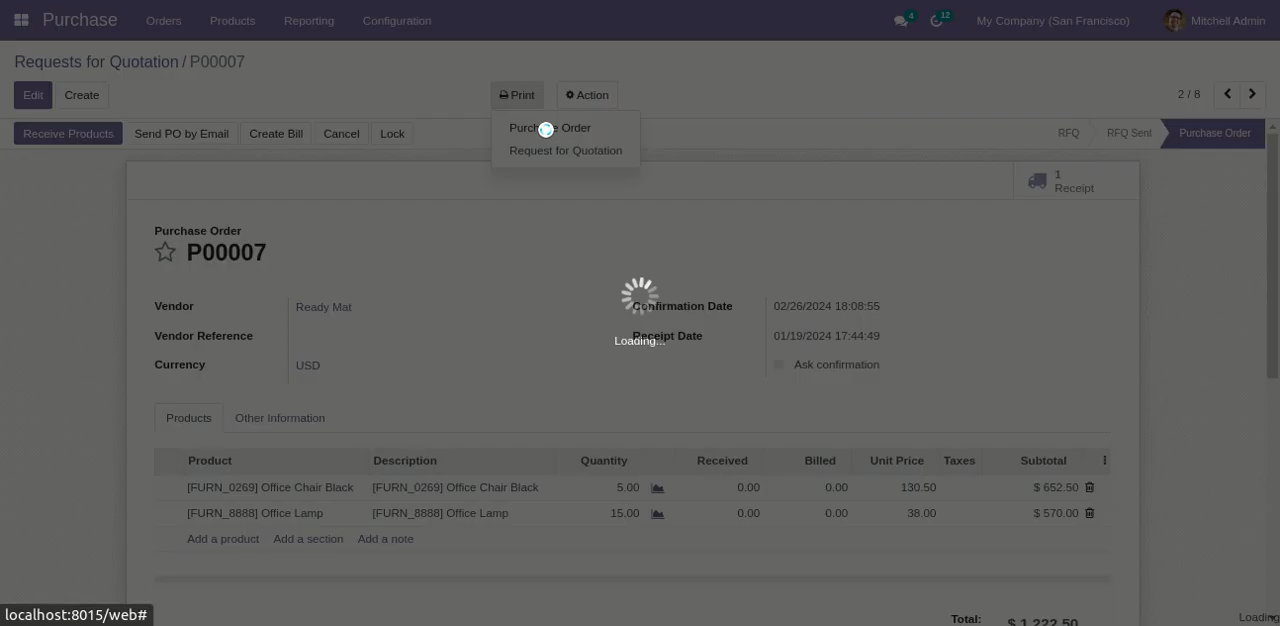 Purchase Orders Products Reporting Configuration 4 12 My Company (San Francisco) Mitchell Admin
Requests for Quotation / P00007
Edit Create Print Action 2 / 8
Purchase Order
Request for Quotation
Receive Products Send PO by Email Create Bill Cancel Lock RFQ RFQ Sent Purchase Order
1
Receipt
Purchase Order
P00007
Vendor Ready Mat Confirmation Date 02/26/2024 18:08:55
Vendor Reference Receipt Date 01/19/2024 17:44:49
Loading...
Currency USD Ask confirmation
Products Other Information
Product Description Quantity Received Billed Unit Price Taxes Subtotal
[FURN_0269] Office Chair Black [FURN_0269] Office Chair Black 5.00 0.00 0.00 130.50 $ 652.50
[FURN_8888] Office Lamp [FURN_8888] Office Lamp 15.00 0.00 0.00 38.00 $ 570.00
Add a product Add a section Add a note
localhost:8015/web#
Total: $ 1,222.50
Loading